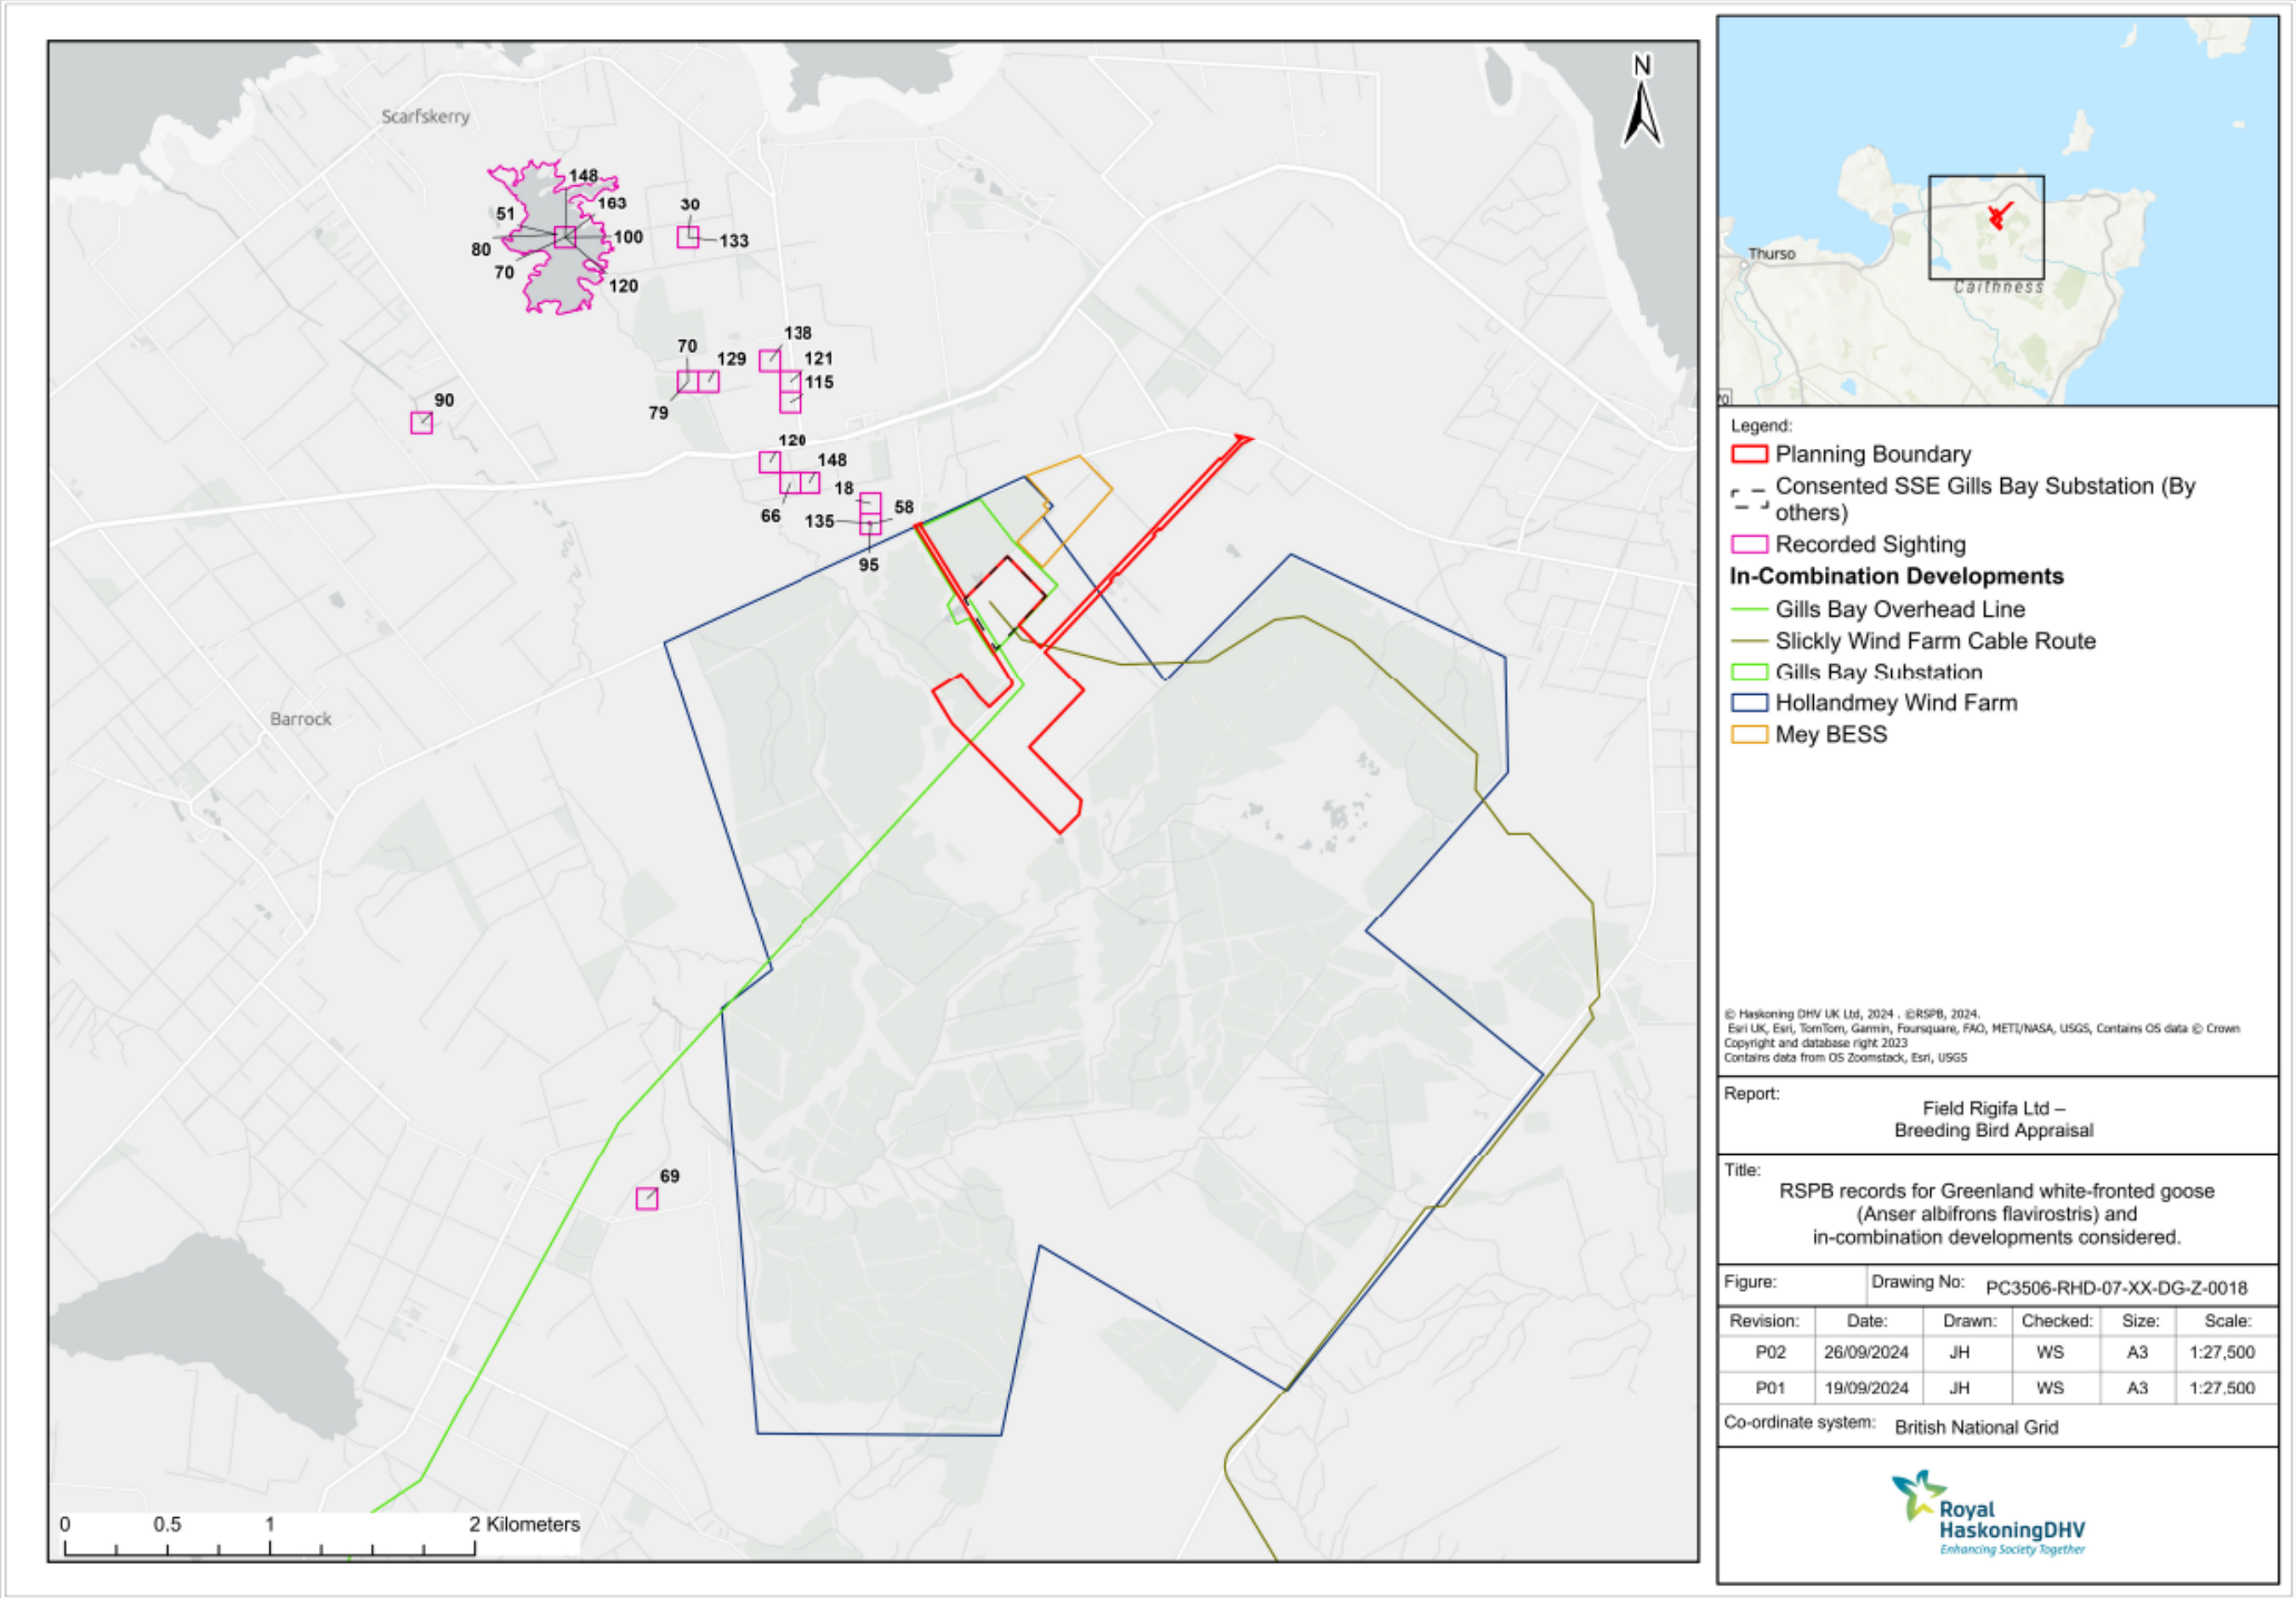 Scarfskerry
N
148
163
51
30
100
133
80
70
120
138
70
129
121
115
79
90
120
148
18
58
66
135
95
Barrock
69
0 0.5 1 2 Kilometers
Thurso
Caithness
Legend:
Planning Boundary
Consented SSE Gills Bay Substation (By
others)
Recorded Sighting
In-Combination Developments
Gills Bay Overhead Line
Slickly Wind Farm Cable Route
Gills Bay Substation
Hollandmey Wind Farm
Mey BESS
© Haskoning DHV UK Ltd, 2024 . ©RSPB, 2024.
Esri UK, Esri, TomTom, Garmin, Foursquare, FAO, METI/NASA, USGS, Contains OS data © Crown
Copyright and database right 2023
Contains data from OS Zoomstack, Esri, USGS
Report:
Field Rigifa Ltd –
Breeding Bird Appraisal
Title:
RSPB records for Greenland white-fronted goose
(Anser albifrons flavirostris) and
in-combination developments considered.
Figure: Drawing No: PC3506-RHD-07-XX-DG-Z-0018
Revision: Date: Drawn: Checked: Size: Scale:
P02 26/09/2024 JH WS A3 1:27,500
P01 19/09/2024 JH WS A3 1:27,500
Co-ordinate system: British National Grid
Royal
HaskoningDHV
Enhancing Society Together